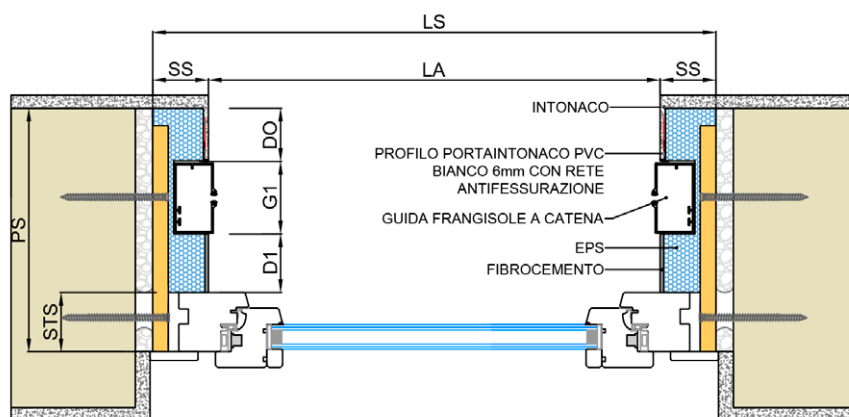 LS
SS
LA
SS
INTONACO
DO
PROFILO PORTAINTONACO PVC
BIANCO 6mm CON RETE
ANTIFESSURAZIONE
G1
GUIDA FRANGISOLE A CATENA
PS
EPS
D1
FIBROCEMENTO
STS